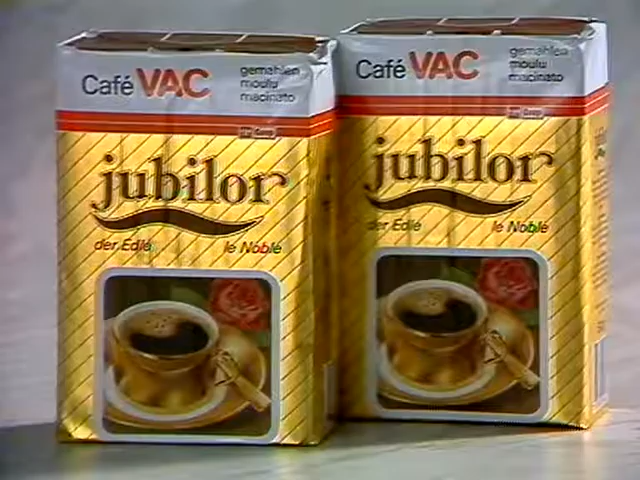 Café VAC
gemahlen
moulu
macinato
jubilor
der Edle
le Noble
Café VAC
gemahlen
moulu
macinato
jubilor
der Edle
le Noble